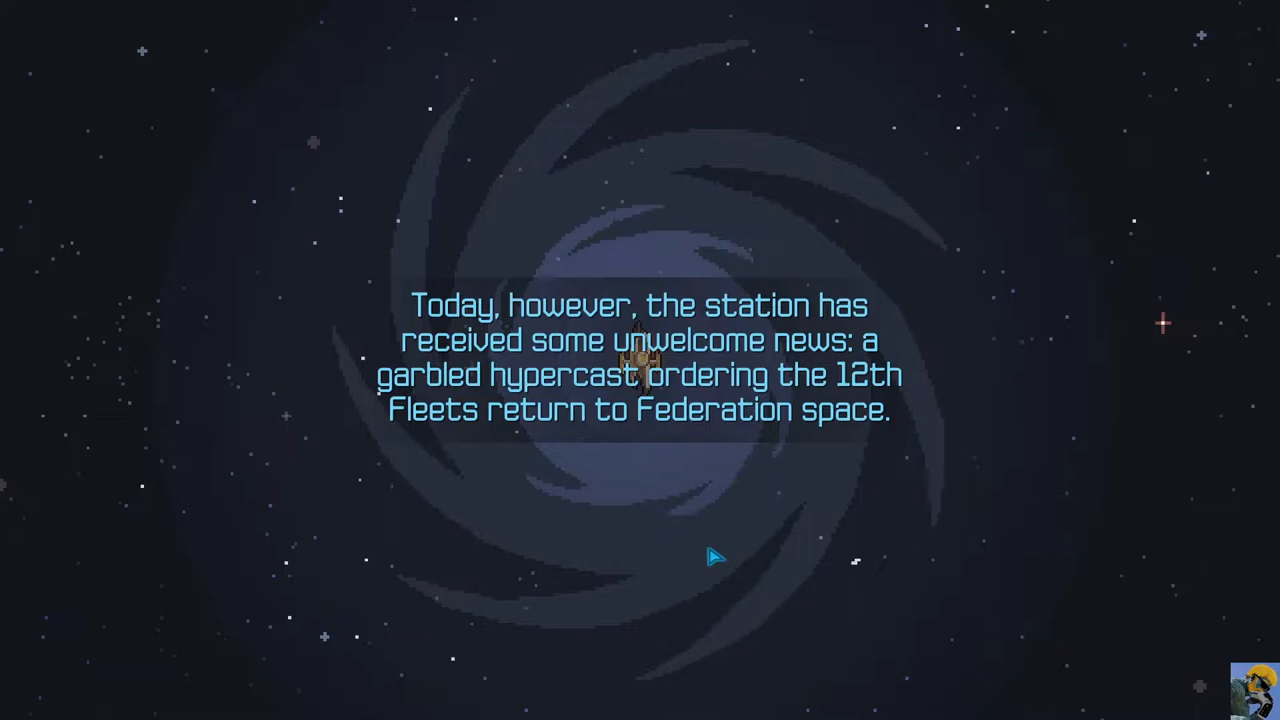 Today, however, the station has
received some unwelcome news: a
garbled hypercast ordering the 12th
Fleets return to Federation space.